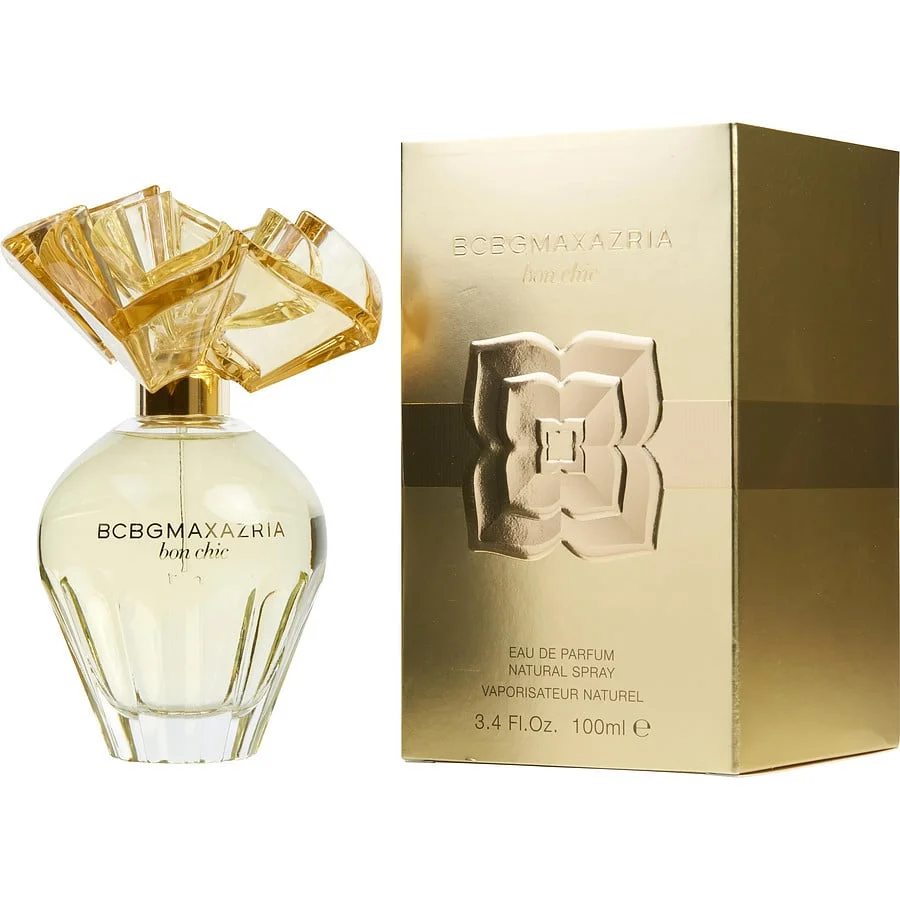 BCBGMAXAZRIA
bon chic
BCBGMAXAZRIA
bon chic
EAU DE PARFUM
NATURAL SPRAY
VAPORISATEUR NATUREL
3.4 Fl.Oz. 100ml ℮